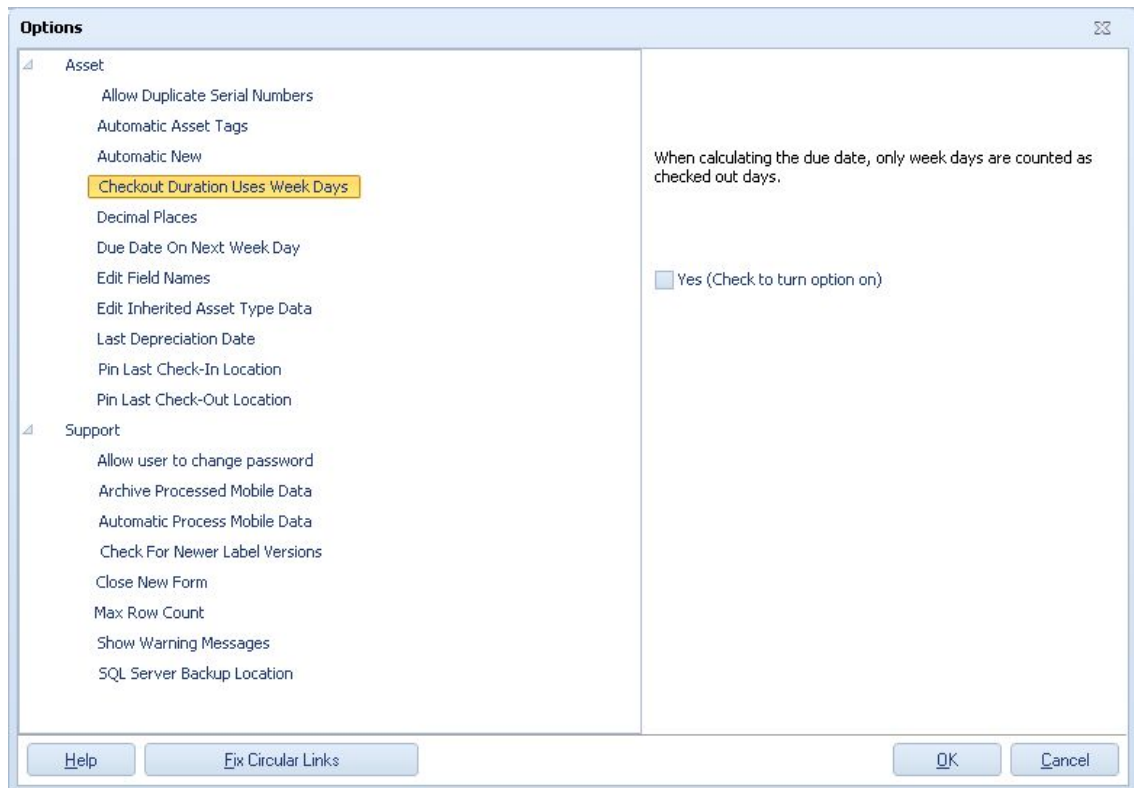 Options
Asset
Allow Duplicate Serial Numbers
Automatic Asset Tags
Automatic New
Checkout Duration Uses Week Days
Decimal Places
Due Date On Next Week Day
Edit Field Names
Edit Inherited Asset Type Data
Last Depreciation Date
Pin Last Check-In Location
Pin Last Check-Out Location
Support
Allow user to change password
Archive Processed Mobile Data
Automatic Process Mobile Data
Check For Newer Label Versions
Close New Form
Max Row Count
Show Warning Messages
SQL Server Backup Location
When calculating the due date, only week days are counted as
checked out days.
Yes (Check to turn option on)
Help
Fix Circular Links
OK
Cancel